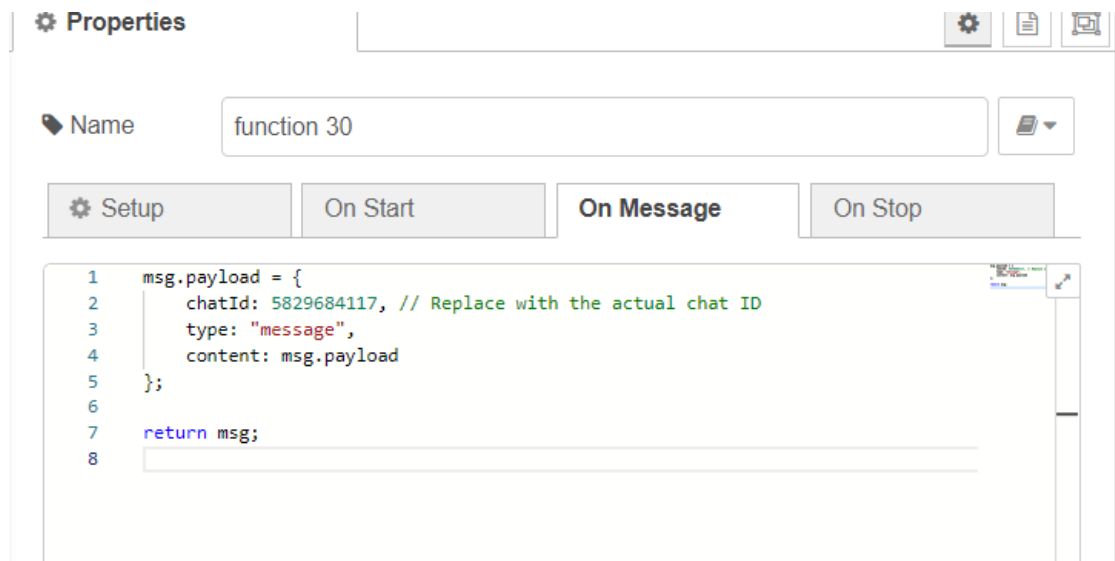 Properties
Name
function 30
Setup
On Start
On Message
On Stop
1 msg.payload = {
2     chatId: 5829684117, // Replace with the actual chat ID
3     type: "message",
4     content: msg.payload
5 };
6
7 return msg;
8